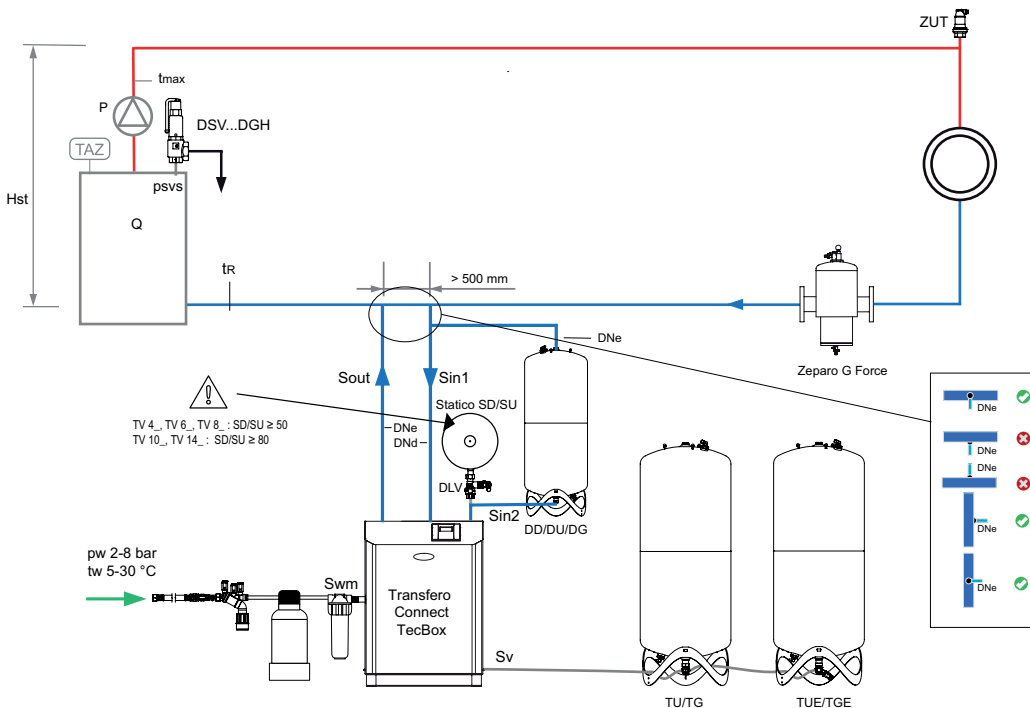 ZUT
tmax
P
DSV...DGH
TAZ
psvs
Hst
Q
tR
> 500 mm
DNe
Zeparo G Force
Sout
Sin1
Statico SD/SU
TV 4_, TV 6_, TV 8_ : SD/SU ≥ 50
TV 10_, TV 14_ : SD/SU ≥ 80
DNe
DNd
DLV
Sin2
DD/DU/DG
DNe
DNe
DNe
DNe
DNe
pw 2-8 bar
tw 5-30 °C
Swm
Transfero
Connect
TecBox
Sv
TU/TG
TUE/TGE